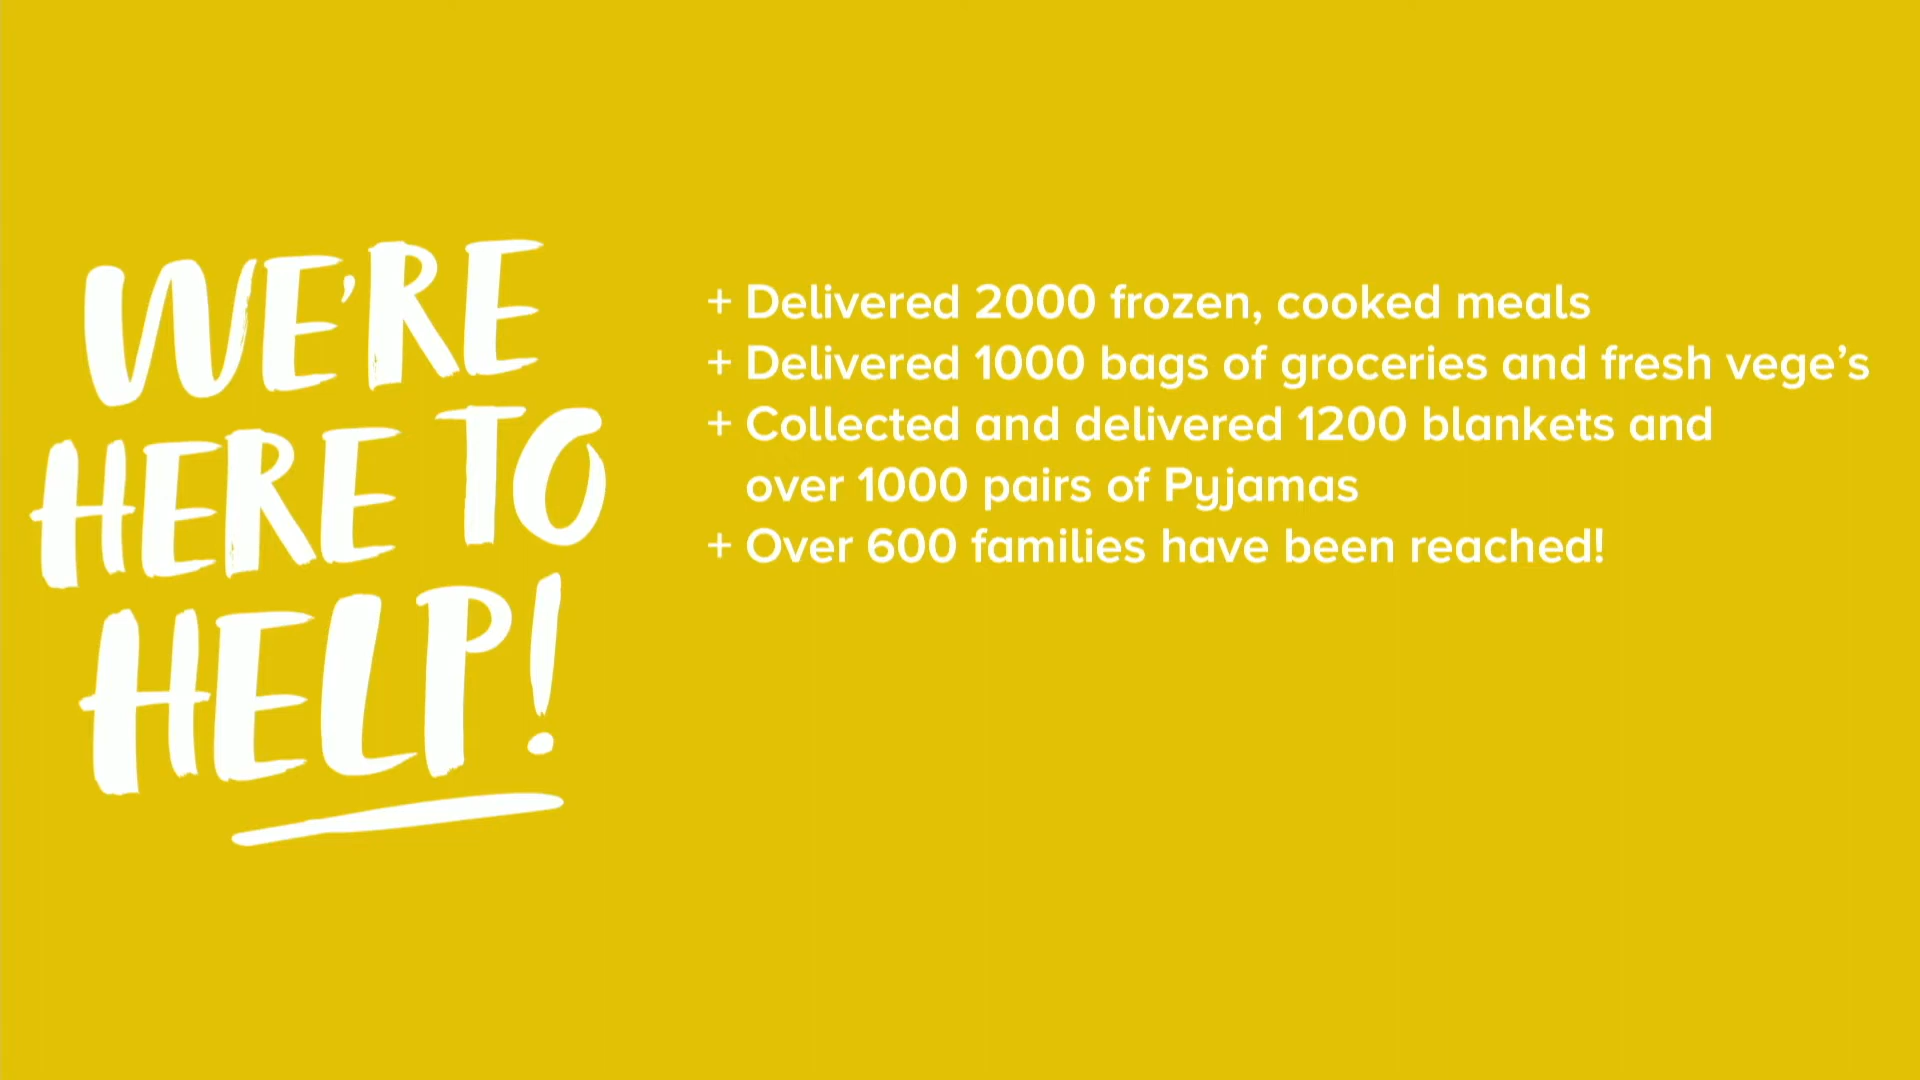 WE'RE
HERE TO
HELP!
+ Delivered 2000 frozen, cooked meals
+ Delivered 1000 bags of groceries and fresh vege's
+ Collected and delivered 1200 blankets and
over 1000 pairs of Pyjamas
+ Over 600 families have been reached!